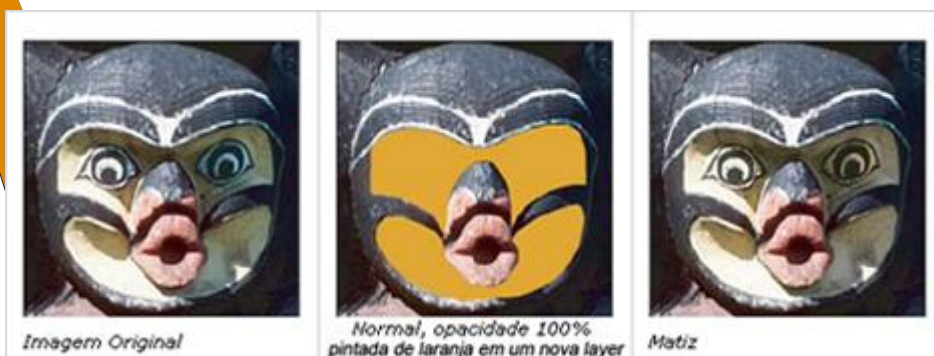 Imagem Original
Normal, opacidade 100%
pintada de laranja em um nova layer
Matiz